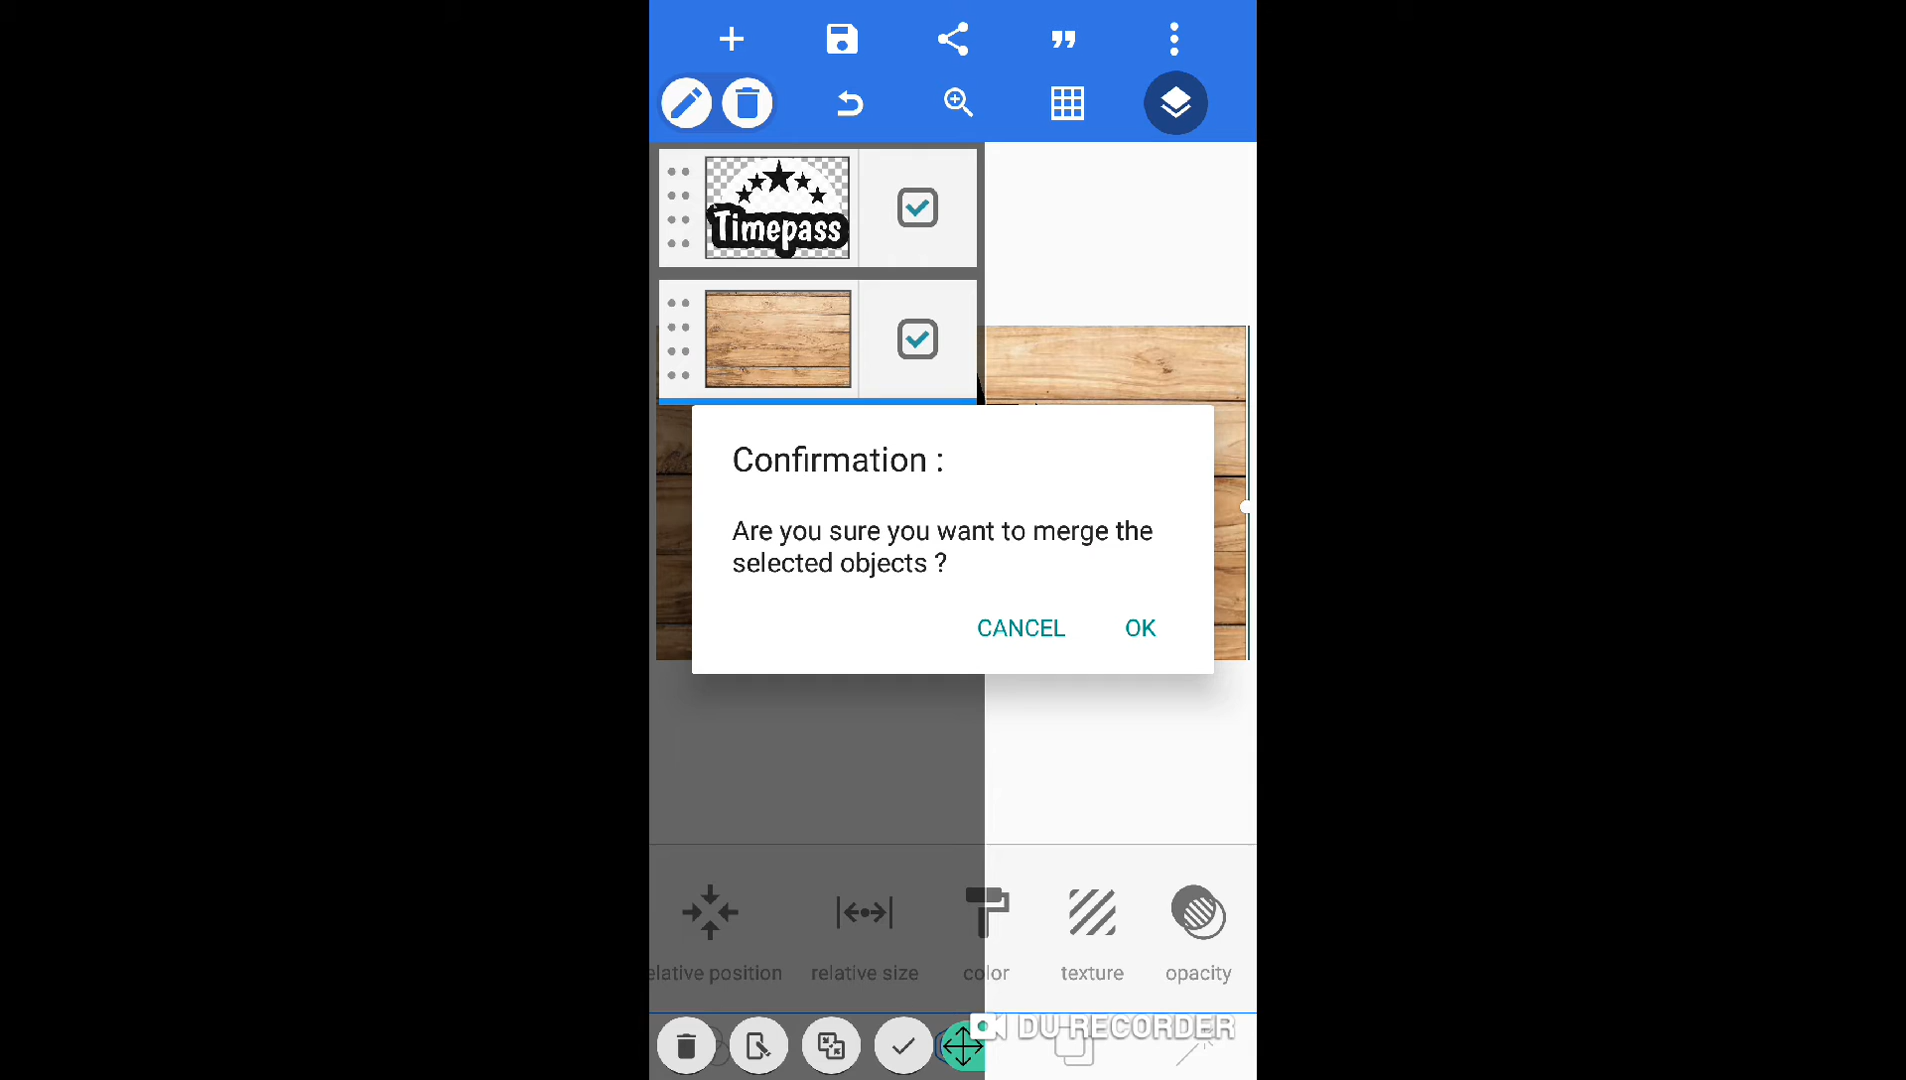 Timepass
Confirmation :
Are you sure you want to merge the
selected objects ?
CANCEL OK
elative position relative size color texture opacity
DU RECORDER